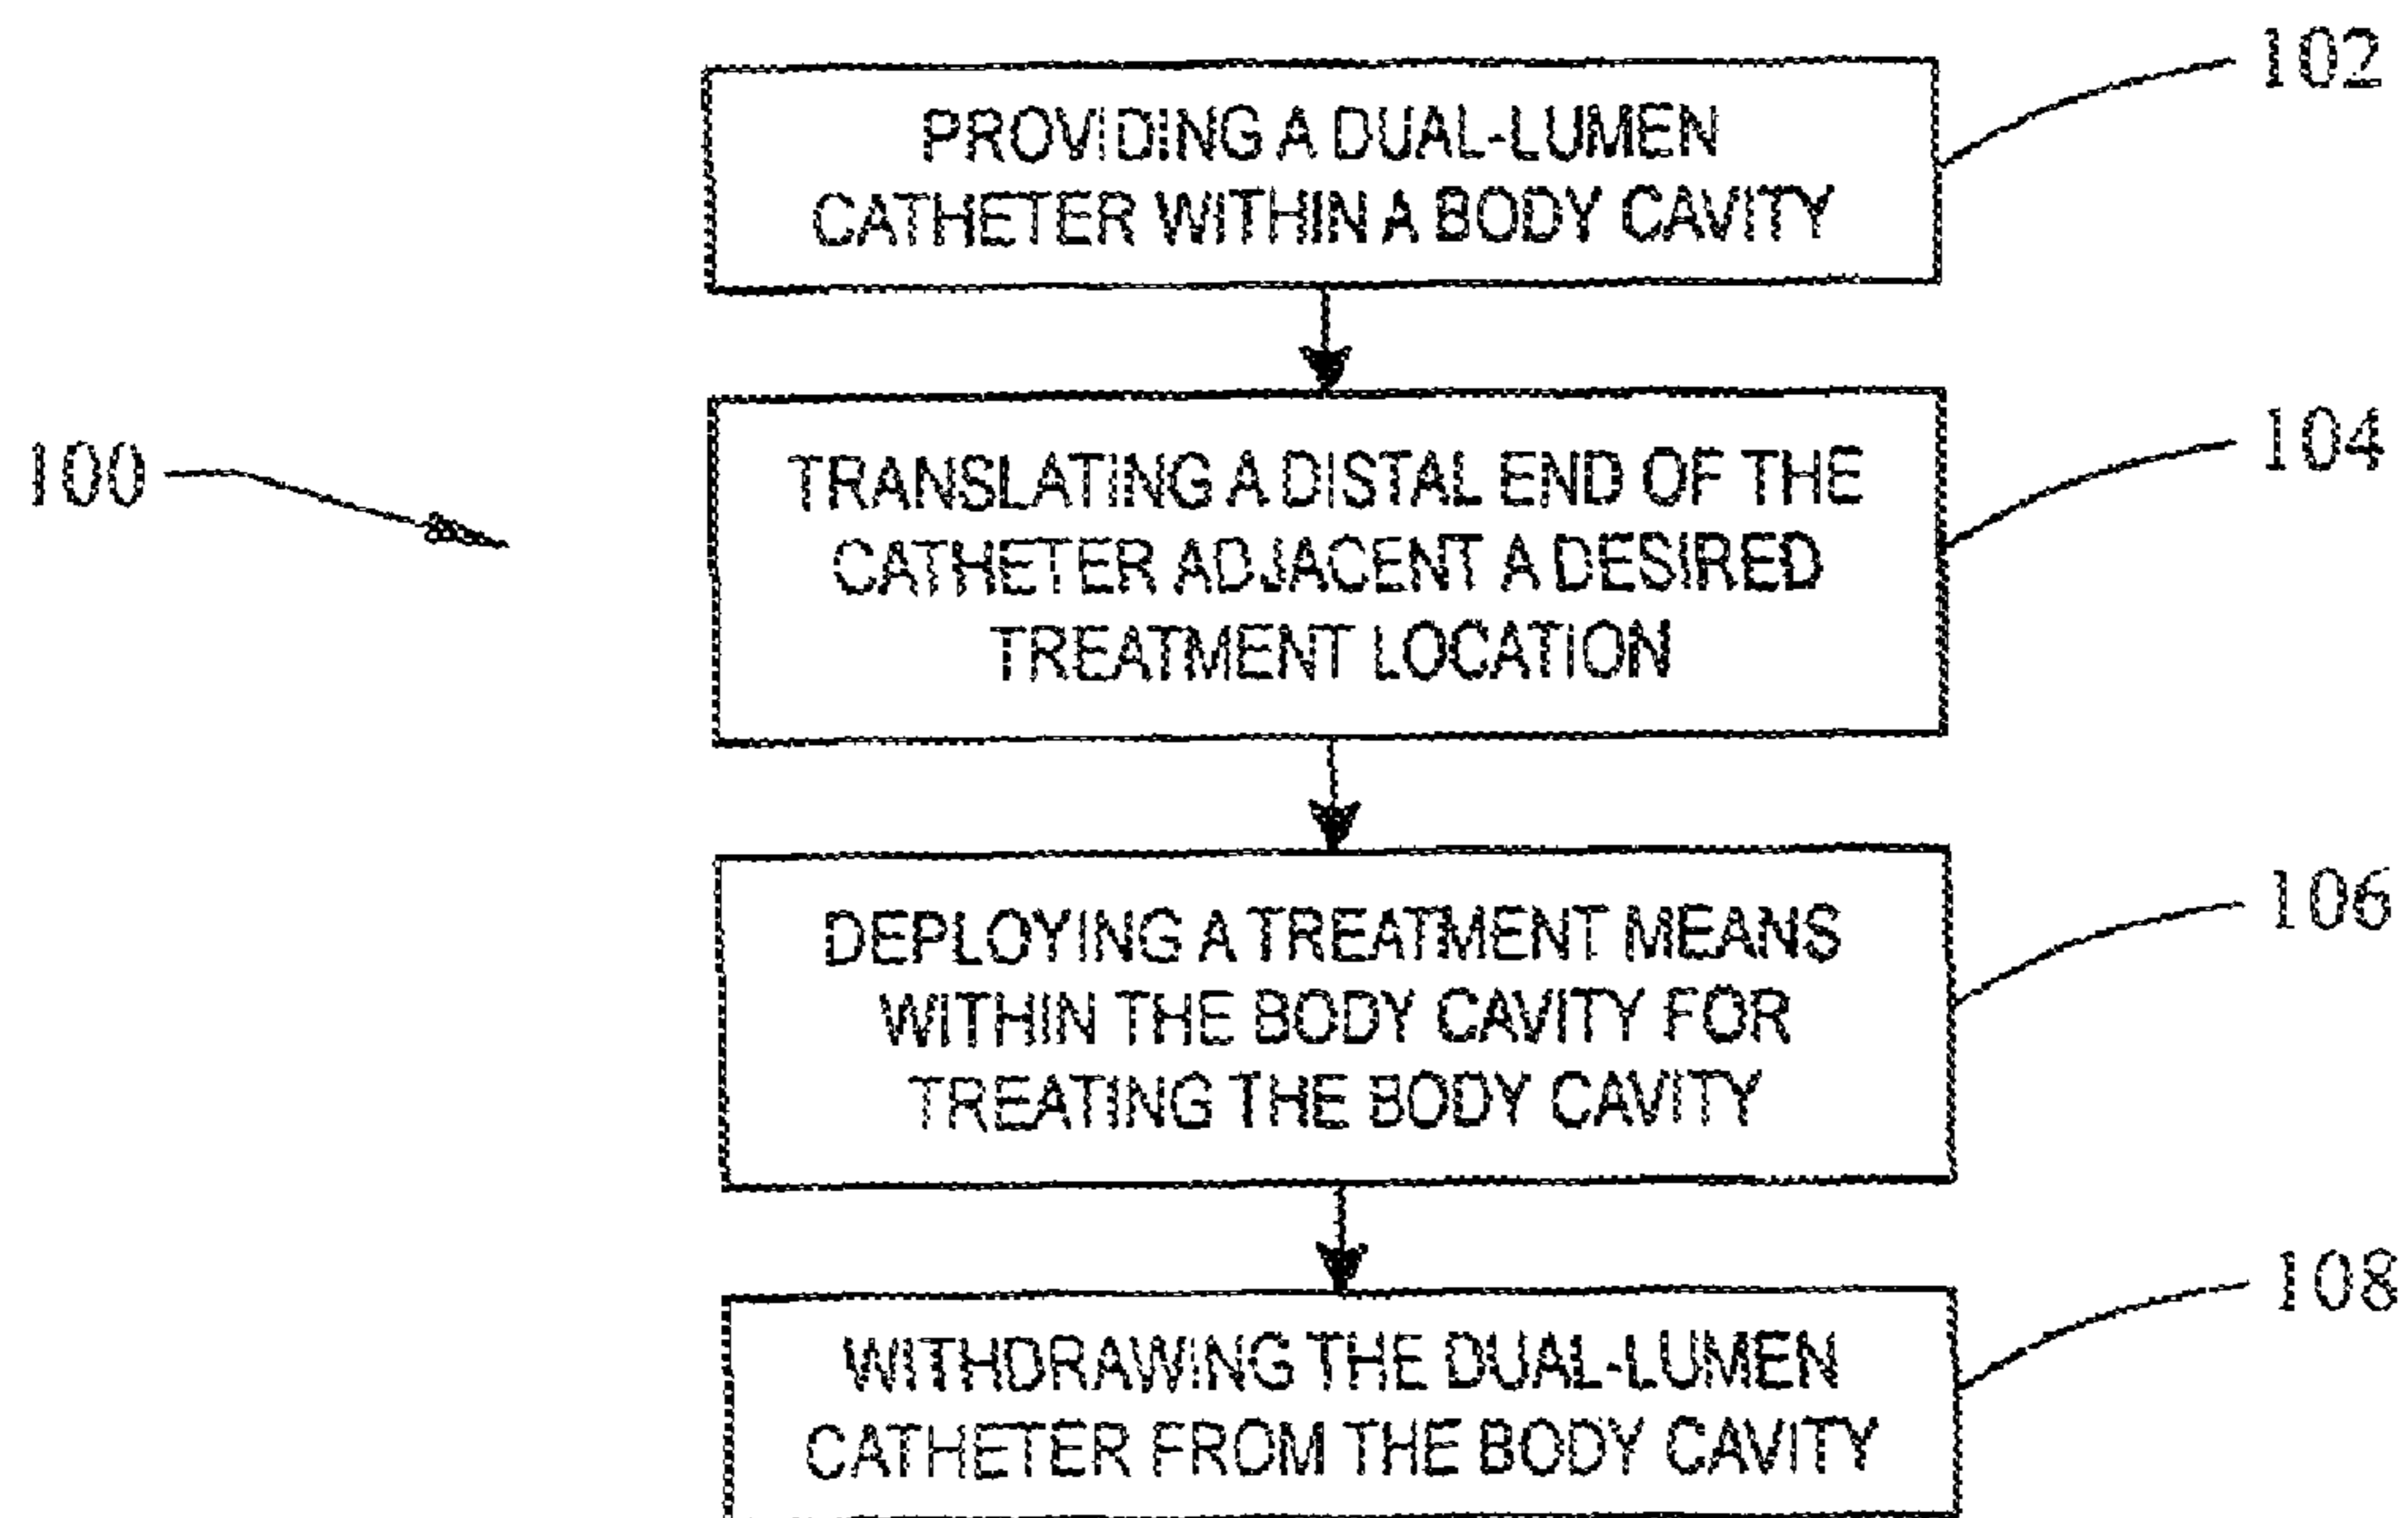 PROVIDING A DUAL-LUMEN
CATHETER WITHIN A BODY CAVITY
102
TRANSLATING A DISTAL END OF THE
CATHETER ADJACENT A DESIRED
TREATMENT LOCATION
104
100
DEPLOYING A TREATMENT MEANS
WITHIN THE BODY CAVITY FOR
TREATING THE BODY CAVITY
106
WITHDRAWING THE DUAL-LUMEN
CATHETER FROM THE BODY CAVITY
108